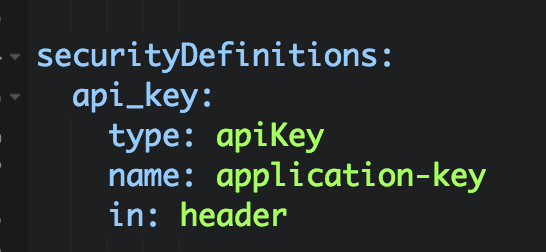 securityDefinitions:
  api_key:
    type: apiKey
    name: application-key
    in: header